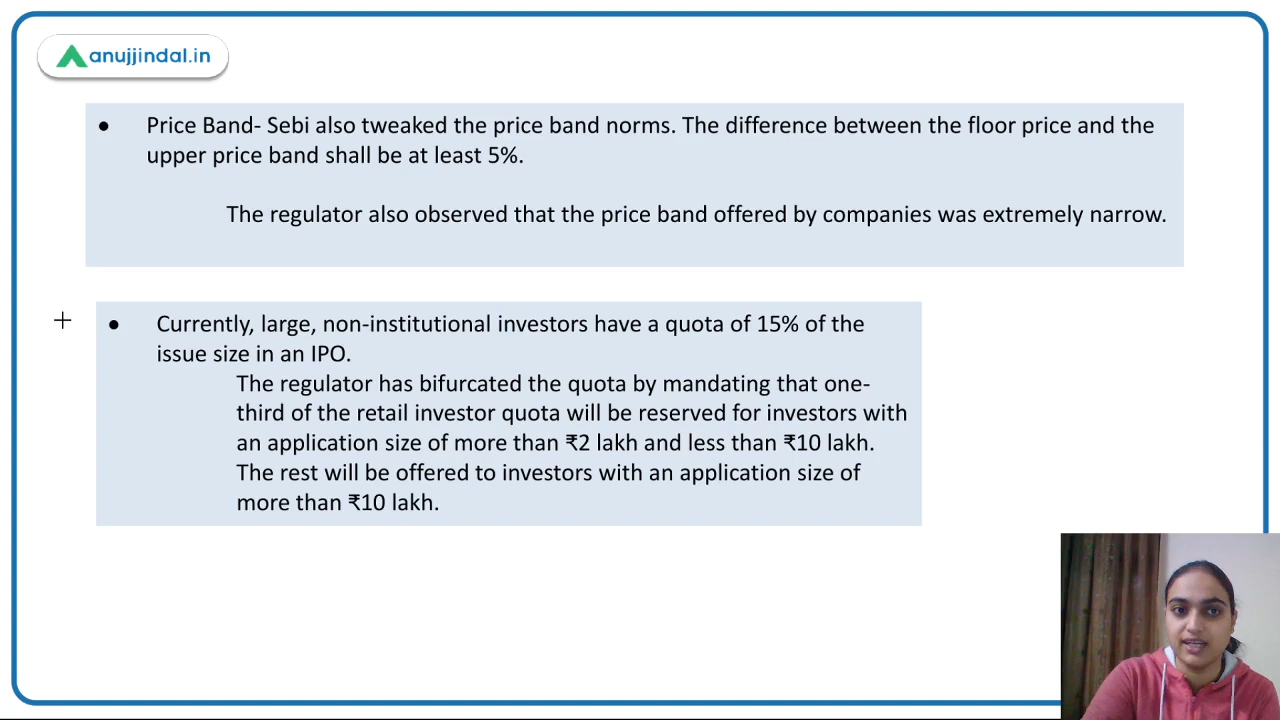 anujjindal.in
● Price Band- Sebi also tweaked the price band norms. The difference between the floor price and the
upper price band shall be at least 5%.
The regulator also observed that the price band offered by companies was extremely narrow.
● Currently, large, non-institutional investors have a quota of 15% of the
issue size in an IPO.
The regulator has bifurcated the quota by mandating that one-
third of the retail investor quota will be reserved for investors with
an application size of more than ₹2 lakh and less than ₹10 lakh.
The rest will be offered to investors with an application size of
more than ₹10 lakh.